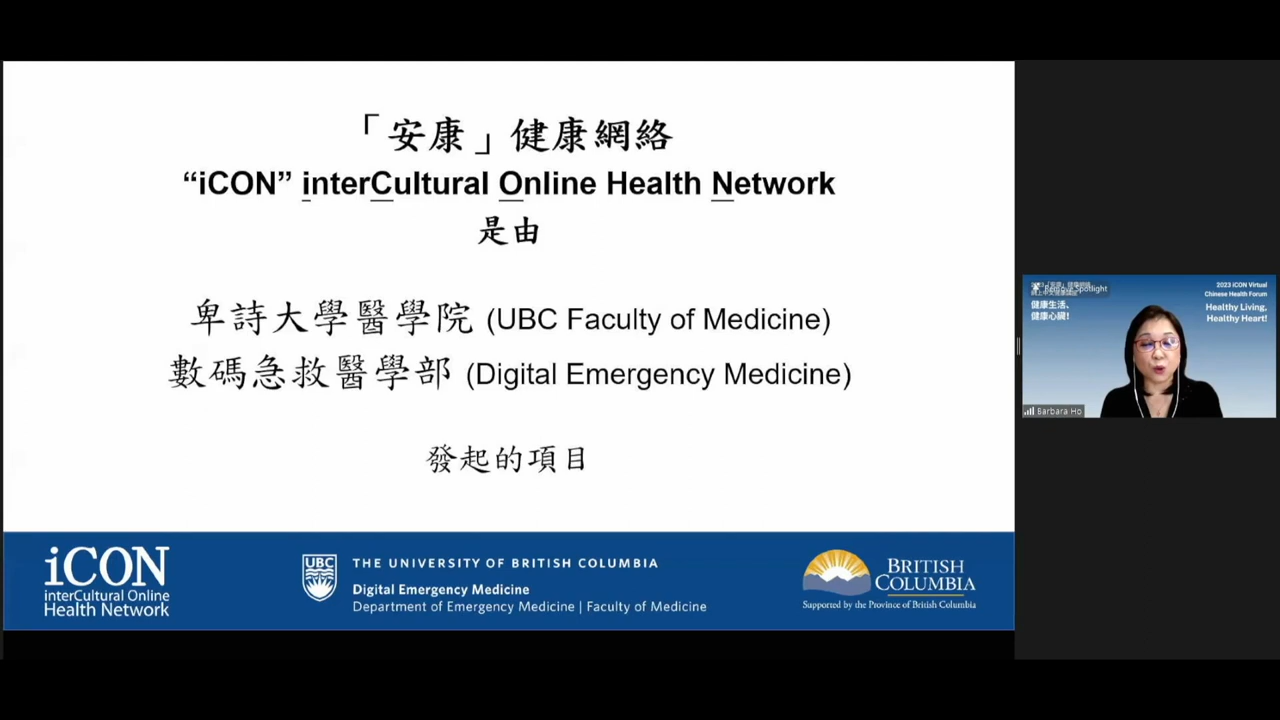 「安康」健康網絡
“iCON” interCultural Online Health Network
是由
卑詩大學醫學院 (UBC Faculty of Medicine)
數碼急救醫學部 (Digital Emergency Medicine)
發起的項目
iCON
interCultural Online
Health Network
UBC
THE UNIVERSITY OF BRITISH COLUMBIA
Digital Emergency Medicine
Department of Emergency Medicine | Faculty of Medicine
BRITISH
COLUMBIA
Supported by the Province of British Columbia
健康生活、
健康心臟!
2023 iCON Virtual
Chinese Health Forum
Healthy Living,
Healthy Heart!
Barbara Ho